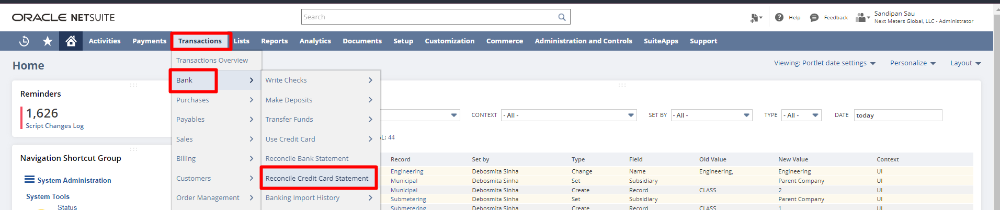 ORACLE NETSUITE
Search
Help
Feedback
Sandipan Sau
Next Meters Global, LLC - Administrator
Activities Payments Transactions Lists Reports Analytics Documents Setup Customization Commerce Administration and Controls SuiteApps Support
Home
Viewing: Portlet date settings
Personalize
Layout
Reminders
1,626
Script Changes Log
Navigation Shortcut Group
System Administration
System Tools
Status
Transactions Overview
Bank
Purchases
Payables
Sales
Billing
Customers
Order Management
Write Checks
Make Deposits
Transfer Funds
Use Credit Card
Reconcile Bank Statement
Reconcile Credit Card Statement
Banking Import History
CONTEXT - All - SET BY - All - TYPE - All - DATE today
44
Record Set by Type Field Old Value New Value Context
Engineering Debosmita Sinha Change Name Engineering, Engineering UI
Municipal Debosmita Sinha Set Subsidiary Parent Company UI
Municipal Debosmita Sinha Create Record CLASS 2 UI
Submetering Debosmita Sinha Set Subsidiary Parent Company UI
Submetering Debosmita Sinha Create Record CLASS 1 UI